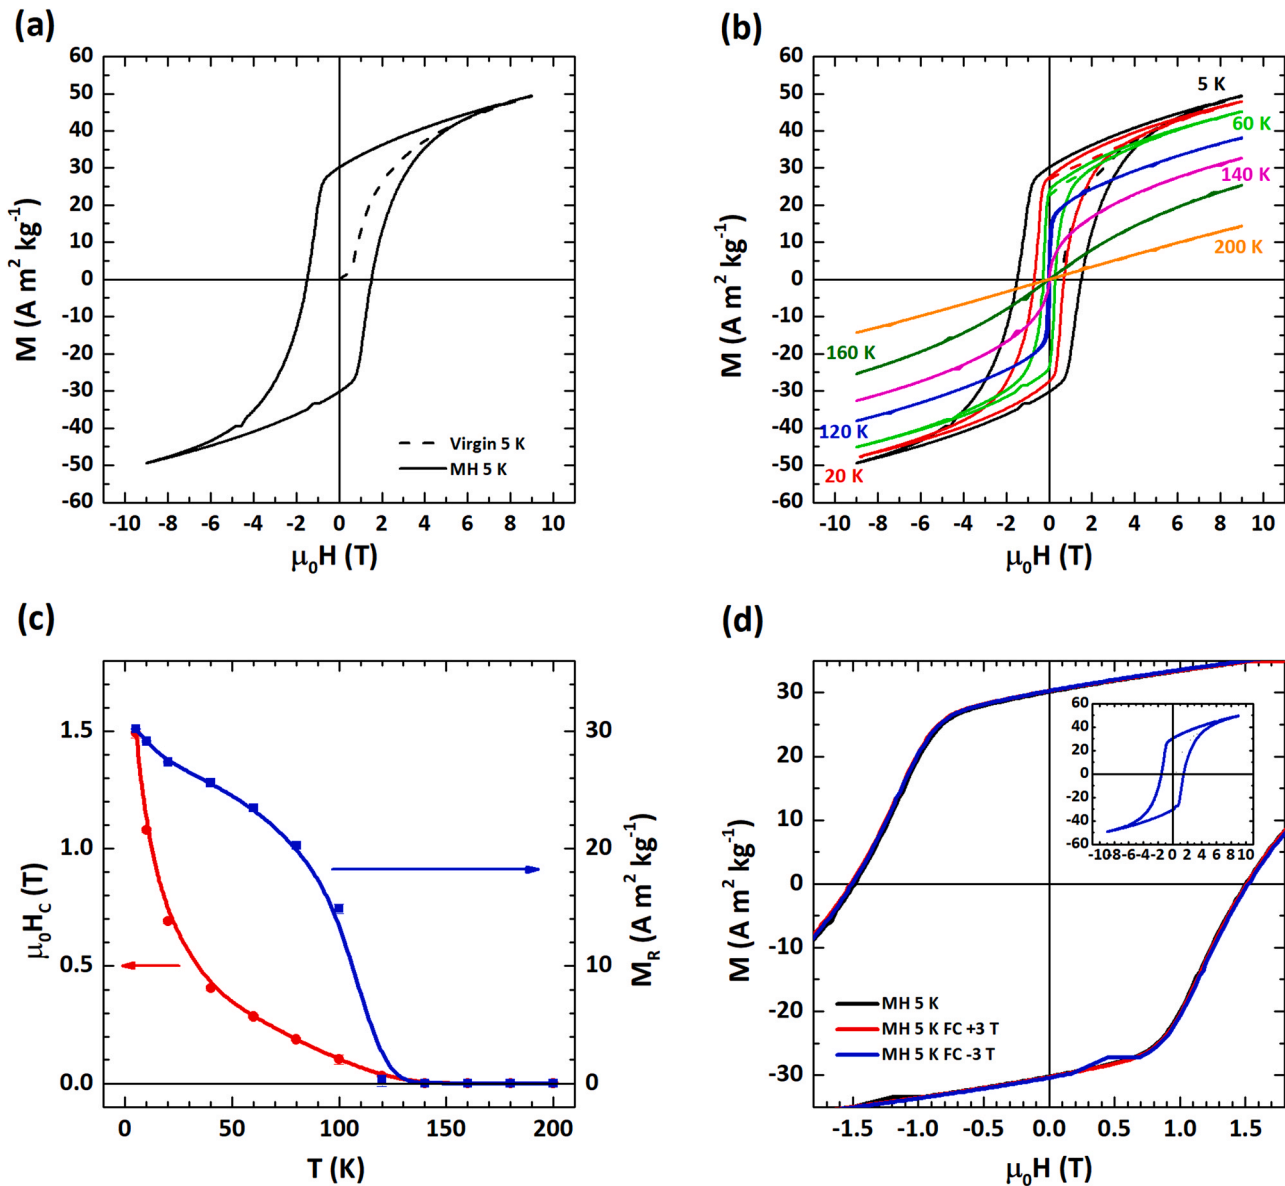 (a)
60
50
40
30
20
10
0
-10
-20
-30
-40
-50
-60
M (A m² kg⁻¹)
Virgin 5 K
MH 5 K
-10 -8 -6 -4 -2 0 2 4 6 8 10
μ₀H (T)
(b)
60
50
40
30
20
10
0
-10
-20
-30
-40
-50
-60
M (A m² kg⁻¹)
5 K
60 K
140 K
200 K
160 K
120 K
20 K
-10 -8 -6 -4 -2 0 2 4 6 8 10
μ₀H (T)
(c)
1.5
1.0
0.5
0.0
μ₀H_C (T)
30
20
10
0
M_R (A m² kg⁻¹)
0 50 100 150 200
T (K)
(d)
30
20
10
0
-10
-20
-30
M (A m² kg⁻¹)
60
40
20
0
-20
-40
-60
-10 -8 -6 -4 -2 0 2 4 6 8 10
MH 5 K
MH 5 K FC +3 T
MH 5 K FC -3 T
-1.5 -1.0 -0.5 0.0 0.5 1.0 1.5
μ₀H (T)